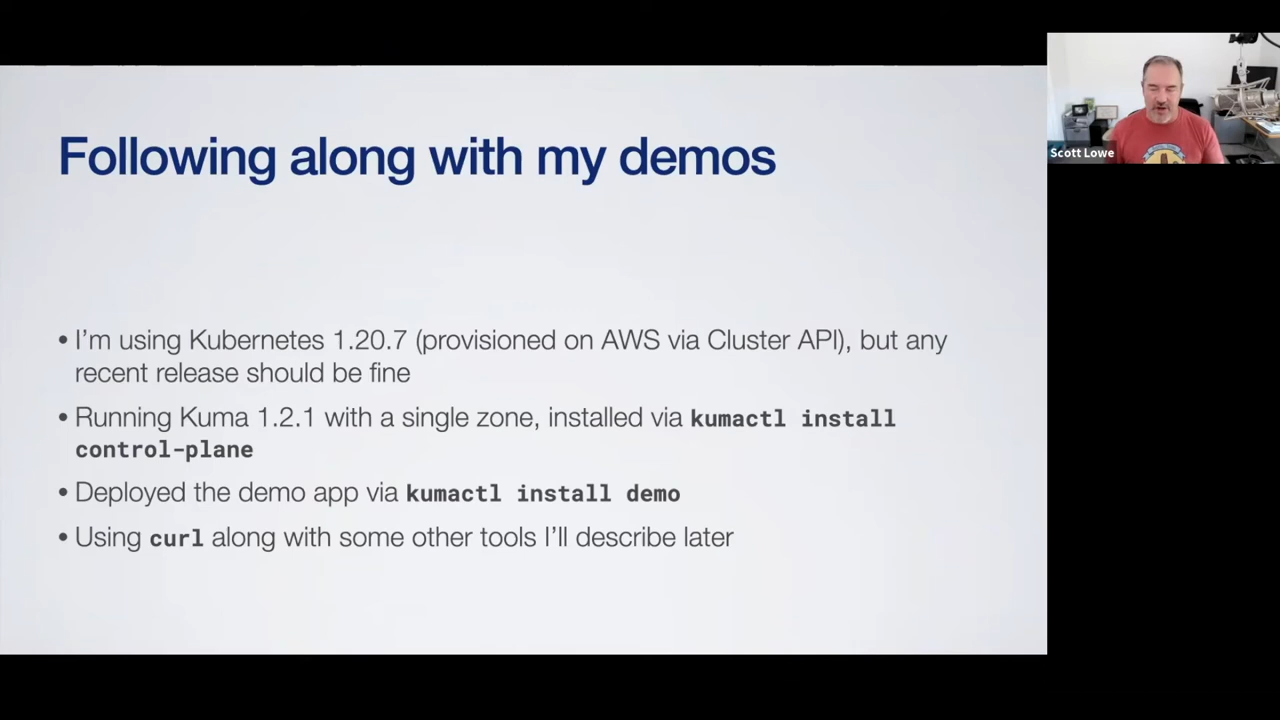 Following along with my demos
• I'm using Kubernetes 1.20.7 (provisioned on AWS via Cluster API), but any
recent release should be fine
• Running Kuma 1.2.1 with a single zone, installed via kumactl install
control-plane
• Deployed the demo app via kumactl install demo
• Using curl along with some other tools I'll describe later
Scott Lowe